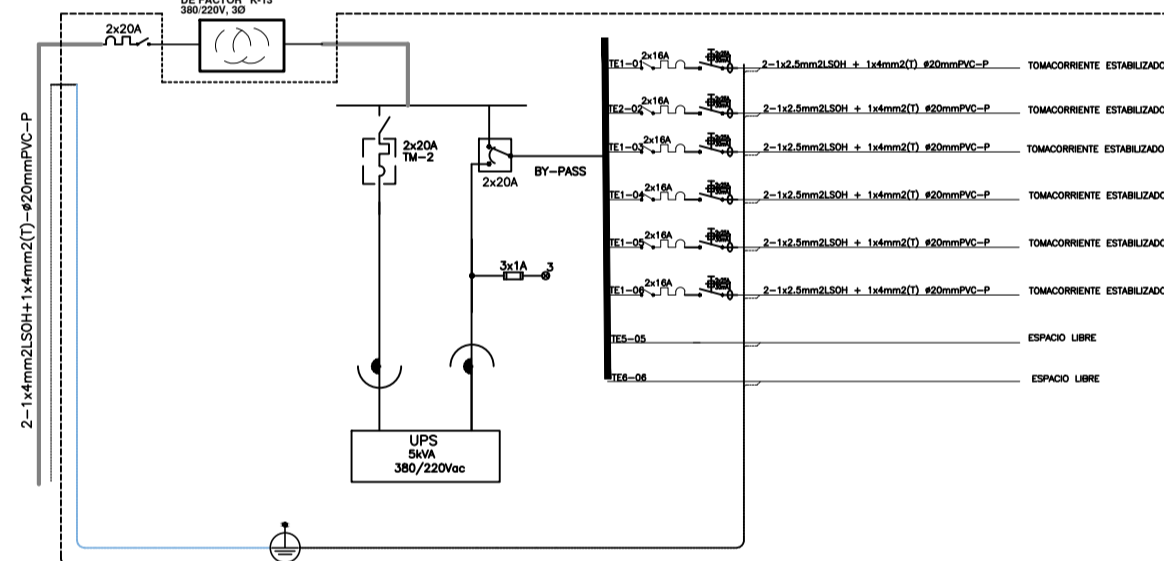 DE FACTOR "K-13"
380/220V, 3Ø
2x20A
2-1x4mm2LSOH+1x4mm2(T)-ø20mmPVC-P
2x20A
TM-2
2x20A
BY-PASS
3x1A
3
UPS
5kVA
380/220Vac
TE1-01 2x16A 2-1x2.5mm2LSOH + 1x4mm2(T) ø20mmPVC-P TOMACORRIENTE ESTABILIZADO
TE2-02 2x16A 2-1x2.5mm2LSOH + 1x4mm2(T) ø20mmPVC-P TOMACORRIENTE ESTABILIZADO
TE1-03 2x16A 2-1x2.5mm2LSOH + 1x4mm2(T) ø20mmPVC-P TOMACORRIENTE ESTABILIZADO
TE1-04 2x16A 2-1x2.5mm2LSOH + 1x4mm2(T) ø20mmPVC-P TOMACORRIENTE ESTABILIZADO
TE1-05 2x16A 2-1x2.5mm2LSOH + 1x4mm2(T) ø20mmPVC-P TOMACORRIENTE ESTABILIZADO
TE1-06 2x16A 2-1x2.5mm2LSOH + 1x4mm2(T) ø20mmPVC-P TOMACORRIENTE ESTABILIZADO
TE5-05 ESPACIO LIBRE
TE6-06 ESPACIO LIBRE